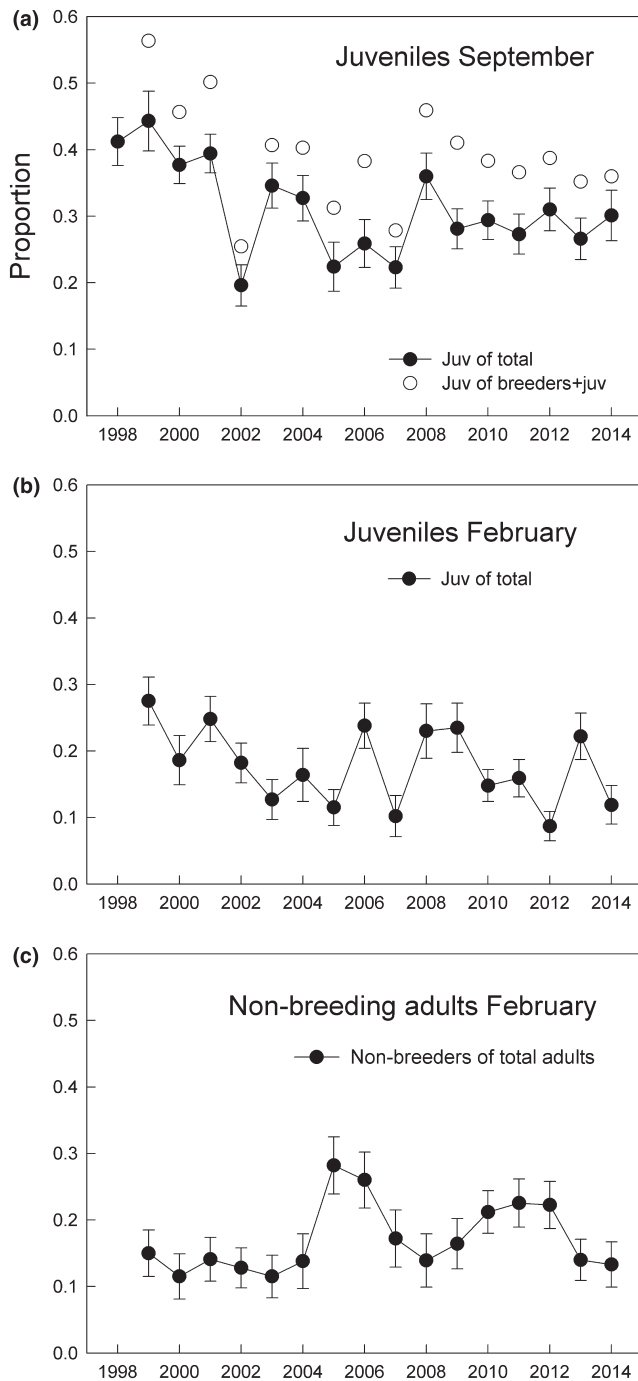 (a)
0.6
Juveniles September
0.5
0.4
Proportion
0.3
0.2
0.1
Juv of total
Juv of breeders+juv
0.0
1998 2000 2002 2004 2006 2008 2010 2012 2014
(b)
0.6
Juveniles February
0.5
Juv of total
0.4
0.3
0.2
0.1
0.0
1998 2000 2002 2004 2006 2008 2010 2012 2014
(c)
0.6
Non-breeding adults February
0.5
Non-breeders of total adults
0.4
0.3
0.2
0.1
0.0
1998 2000 2002 2004 2006 2008 2010 2012 2014